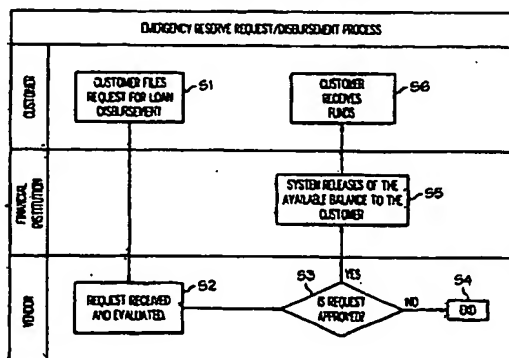 EMERGENCY RESERVE REQUEST/DISBURSEMENT PROCESS
CUSTOMER
CUSTOMER FILES
REQUEST FOR LOAN
DISBURSEMENT
S1
CUSTOMER
RECEIVES
FUNDS
S6
FINANCIAL
INSTITUTION
SYSTEM RELEASES OF THE
AVAILABLE BALANCE TO THE
CUSTOMER
S5
VENDOR
REQUEST RECEIVED
AND EVALUATED.
S2
S3
YES
IS REQUEST
APPROVED?
NO
S4
END